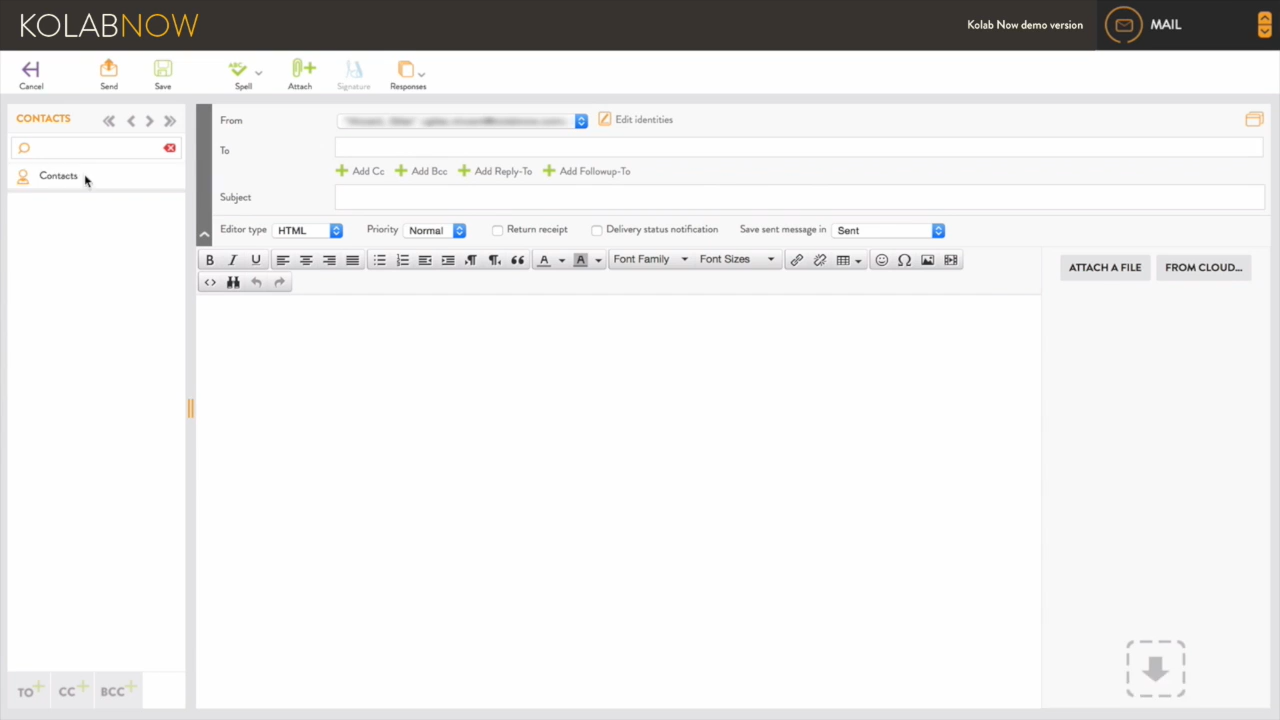 KOLABNOW
Kolab Now demo version
MAIL
Cancel
Send
Save
ABC
Spell
Attach
Signature
Responses
CONTACTS
Contacts
From
Edit identities
To
Add Cc
Add Bcc
Add Reply-To
Add Followup-To
Subject
Editor type HTML
Priority Normal
Return receipt
Delivery status notification
Save sent message in Sent
B I U
A A
Font Family
Font Sizes
ATTACH A FILE
FROM CLOUD...
TO+
CC+
BCC+